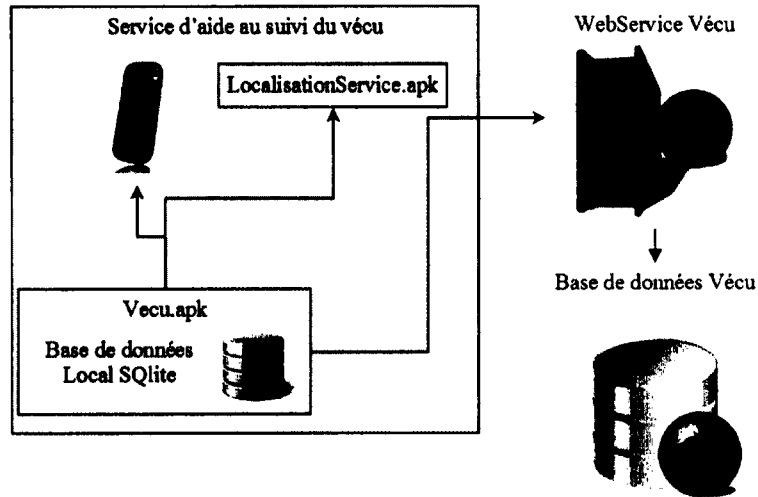 Service d'aide au suivi du vécu
WebService Vécu
LocalisationService.apk
Base de données Vécu
Vecu.apk
Base de données
Local SQlite